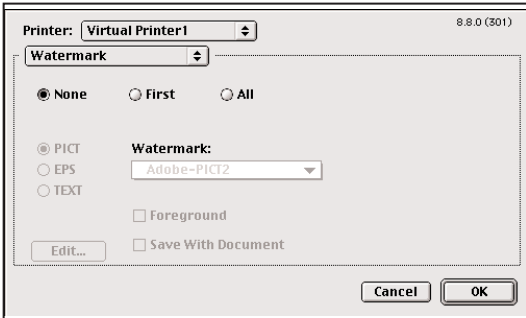 Printer: Virtual Printer1 8.8.0 (301)
Watermark
None First All
PICT Watermark:
EPS Adobe-PICT2
TEXT
Foreground
Edit... Save With Document
Cancel OK